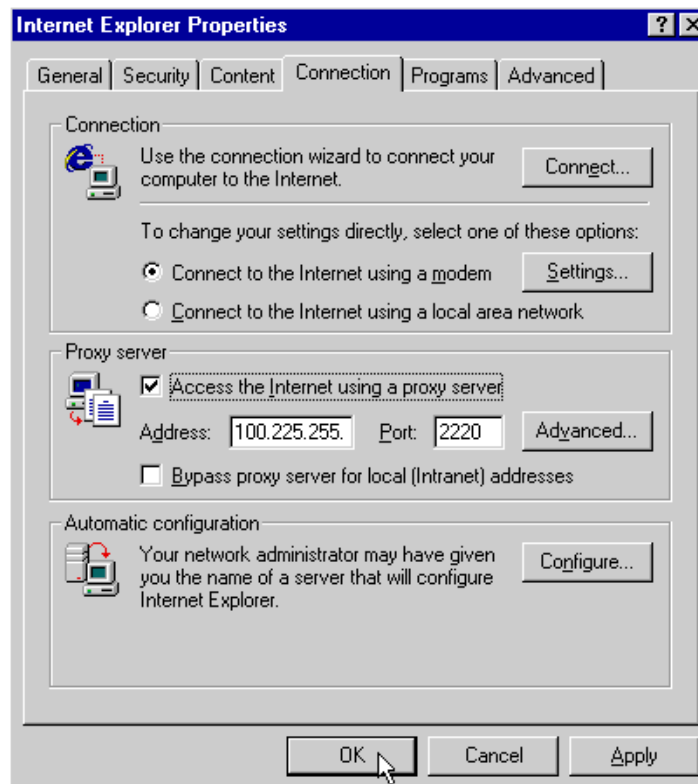 Internet Explorer Properties
General Security Content Connection Programs Advanced
Connection
Use the connection wizard to connect your
computer to the Internet.
Connect...
To change your settings directly, select one of these options:
Connect to the Internet using a modem
Settings...
Connect to the Internet using a local area network
Proxy server
Access the Internet using a proxy server
Address: 100.225.255. Port: 2220 Advanced...
Bypass proxy server for local (Intranet) addresses
Automatic configuration
Your network administrator may have given
you the name of a server that will configure
Internet Explorer.
Configure...
OK Cancel Apply